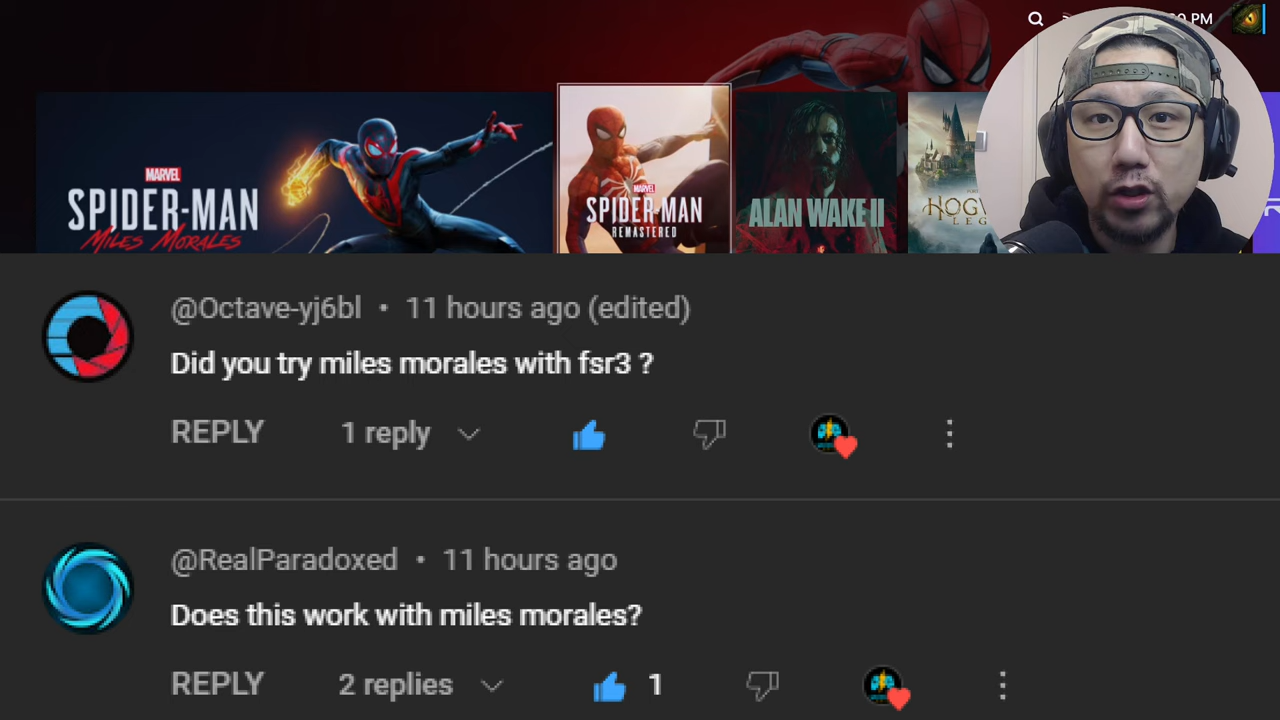 PM
MARVEL
SPIDER-MAN
MILES MORALES
MARVEL
SPIDER-MAN
REMASTERED
ALAN WAKE II
HOGW
LEG
@Octave-yj6bl • 11 hours ago (edited)
Did you try miles morales with fsr3 ?
REPLY 1 reply
@RealParadoxed • 11 hours ago
Does this work with miles morales?
REPLY 2 replies 1